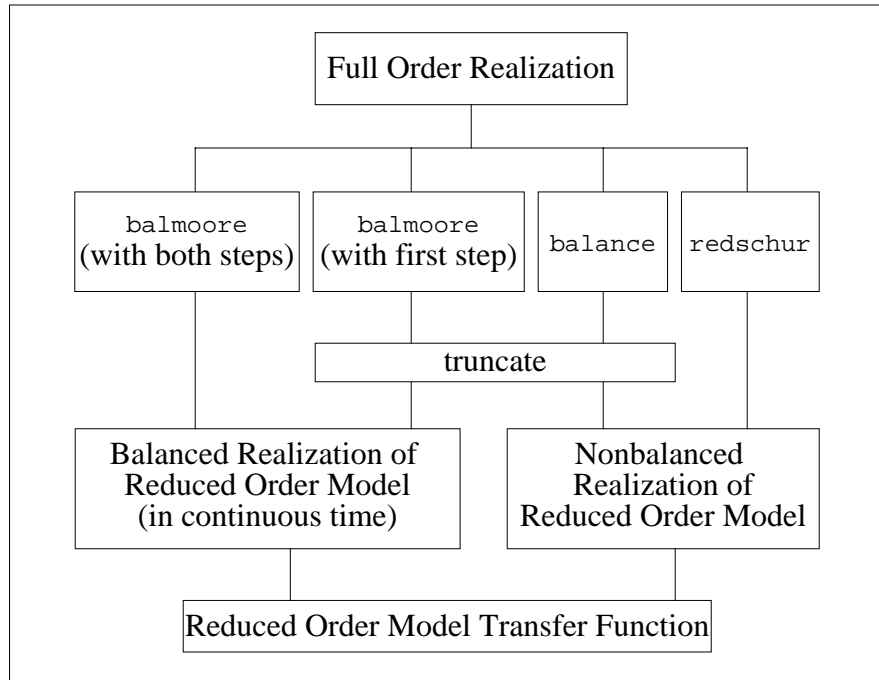 Full Order Realization
balmoore
(with both steps)
balmoore
(with first step)
balance
redschur
truncate
Balanced Realization of
Reduced Order Model
(in continuous time)
Nonbalanced
Realization of
Reduced Order Model
Reduced Order Model Transfer Function